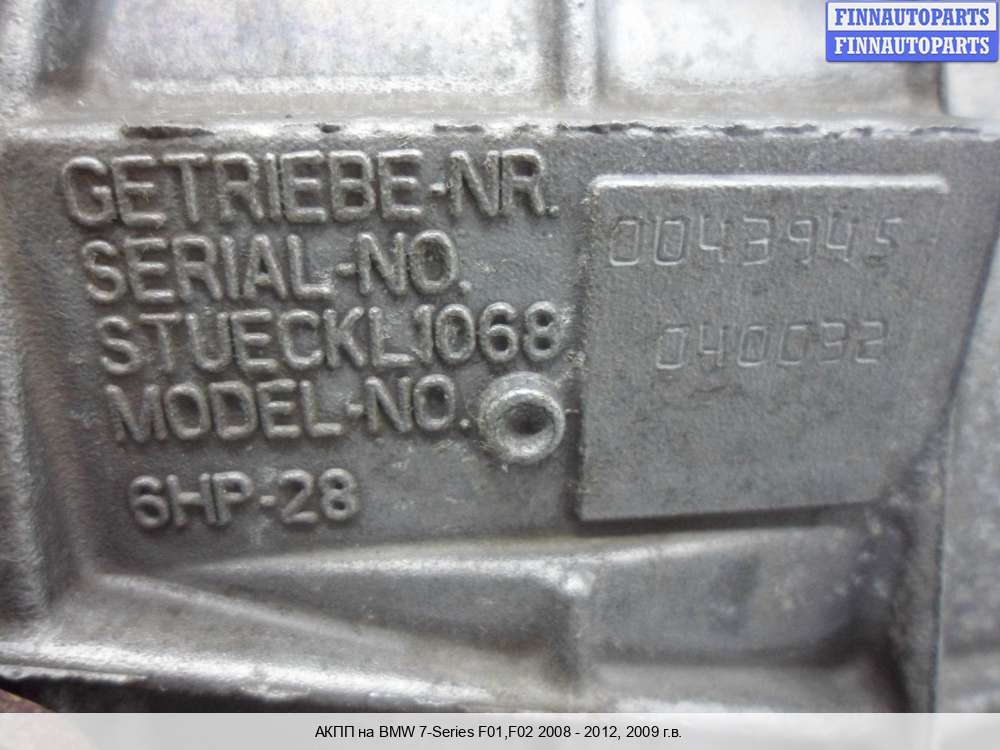 FINNAUTOPARTS
FINNAUTOPARTS
GETRIEBE-NR.
SERIAL-NO.
0043945
STUECKL.1068
040032
MODEL-NO.
6HP-28
АКПП на BMW 7-Series F01,F02 2008 - 2012, 2009 г.в.